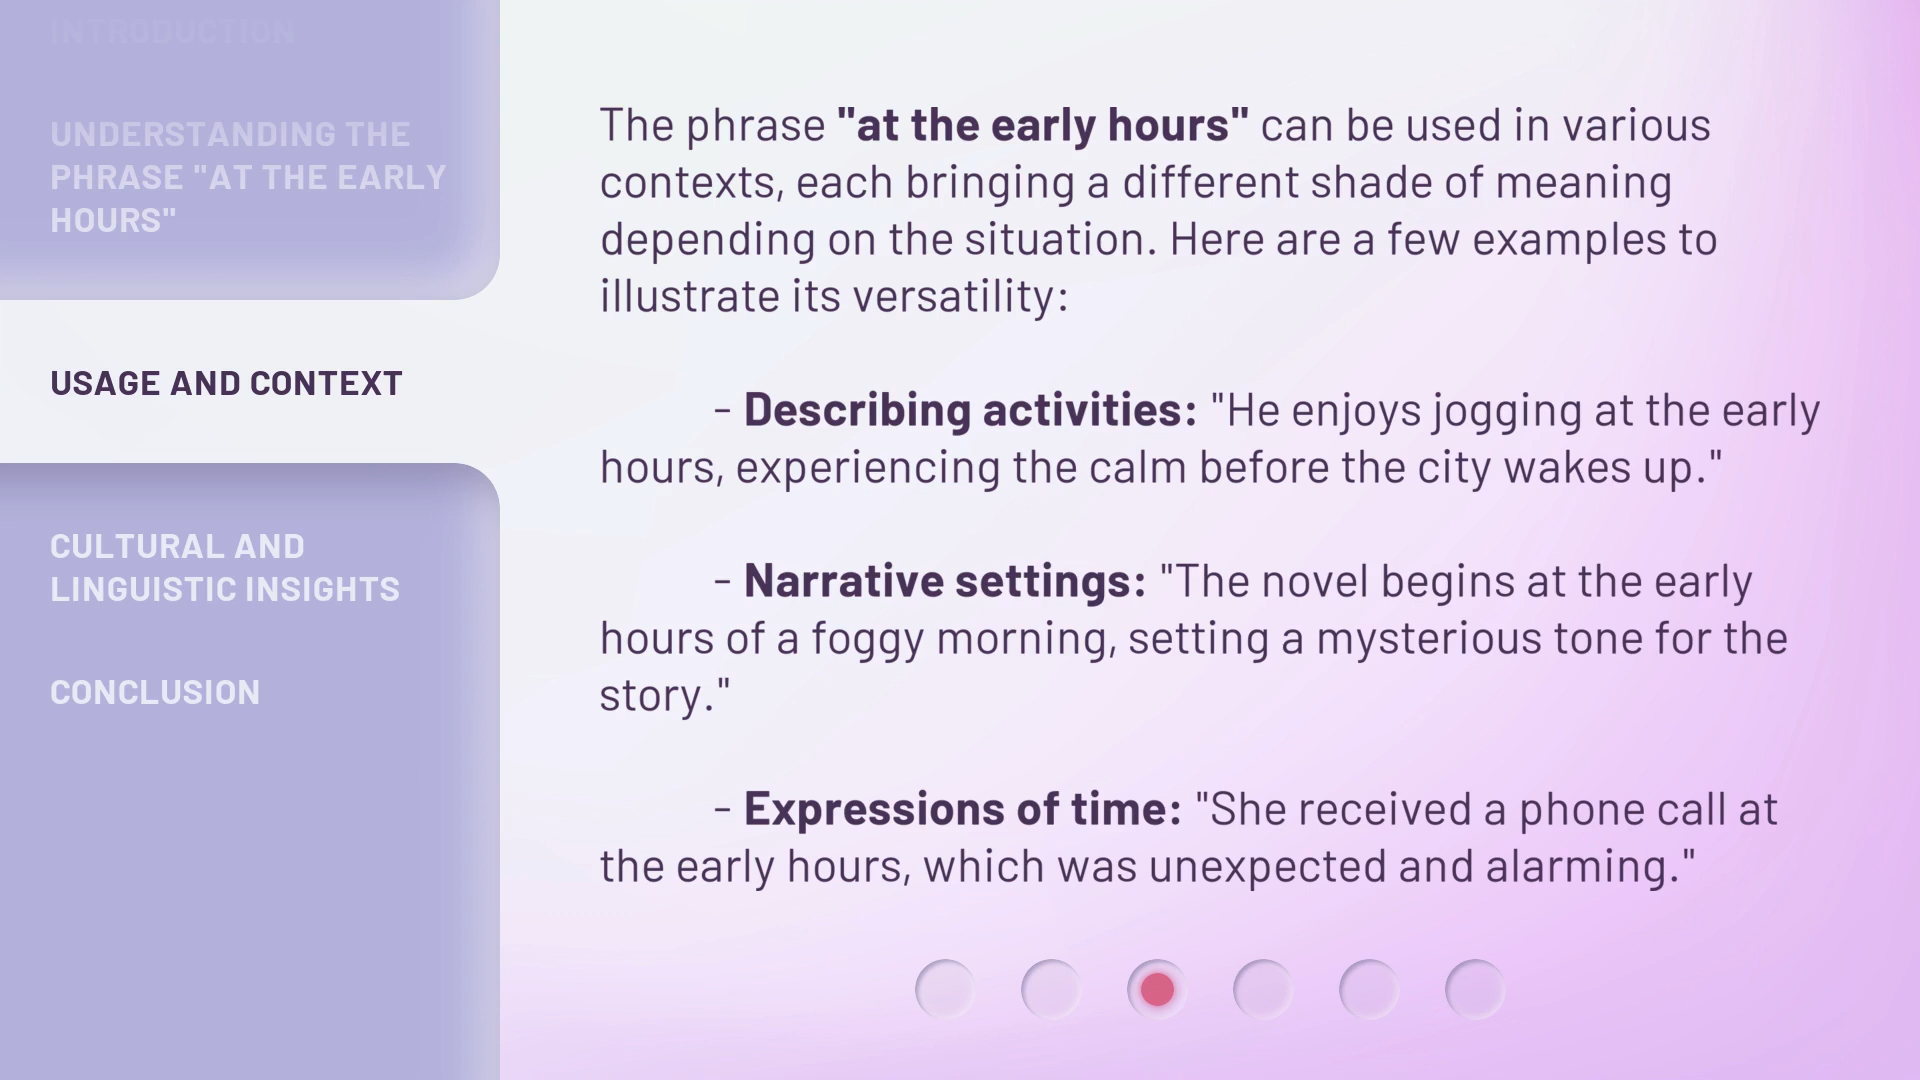 INTRODUCTION
UNDERSTANDING THE
PHRASE "AT THE EARLY
HOURS"
USAGE AND CONTEXT
CULTURAL AND
LINGUISTIC INSIGHTS
CONCLUSION
The phrase "at the early hours" can be used in various
contexts, each bringing a different shade of meaning
depending on the situation. Here are a few examples to
illustrate its versatility:
- Describing activities: "He enjoys jogging at the early
hours, experiencing the calm before the city wakes up."
- Narrative settings: "The novel begins at the early
hours of a foggy morning, setting a mysterious tone for the
story."
- Expressions of time: "She received a phone call at
the early hours, which was unexpected and alarming."